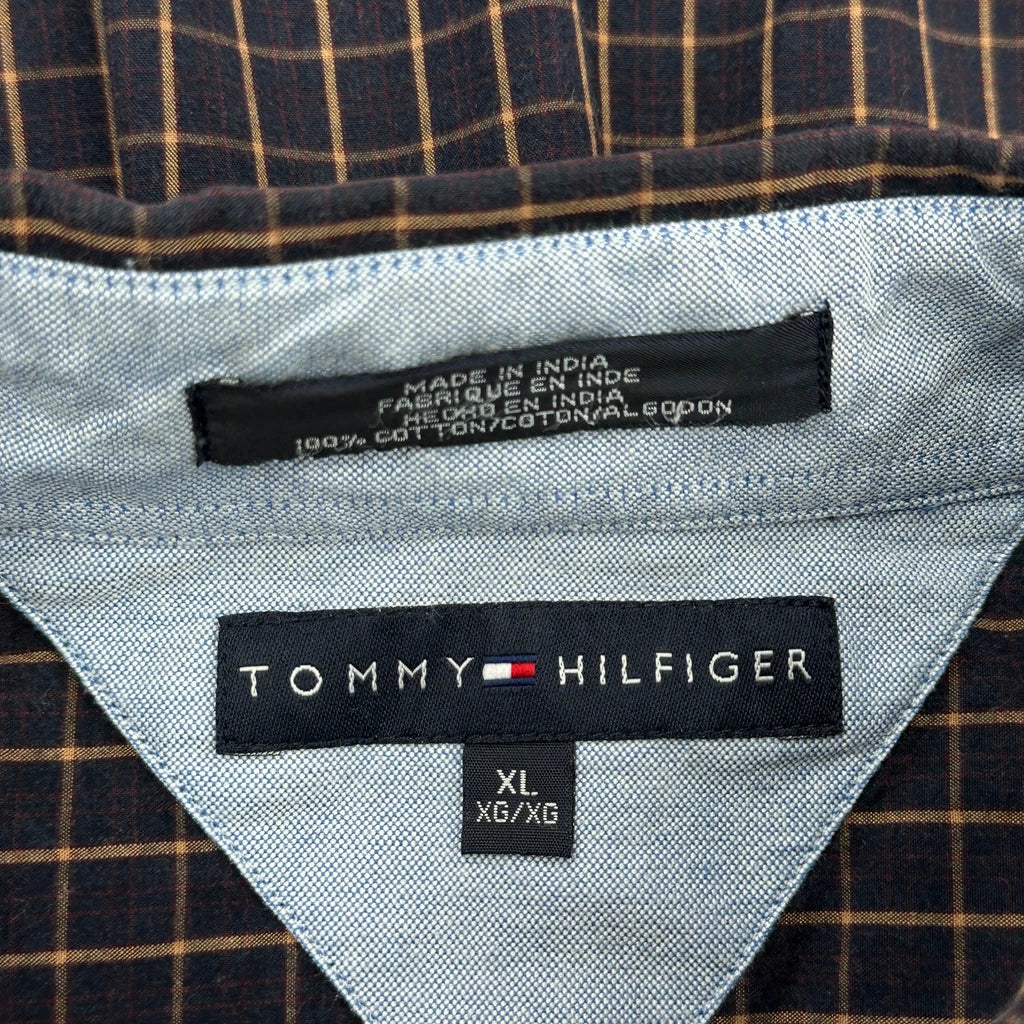 MADE IN INDIA
FABRIQUE EN INDE
HECHO EN INDIA
100% COTTON/COTON/ALGODON
TOMMY HILFIGER
XL
XG/XG